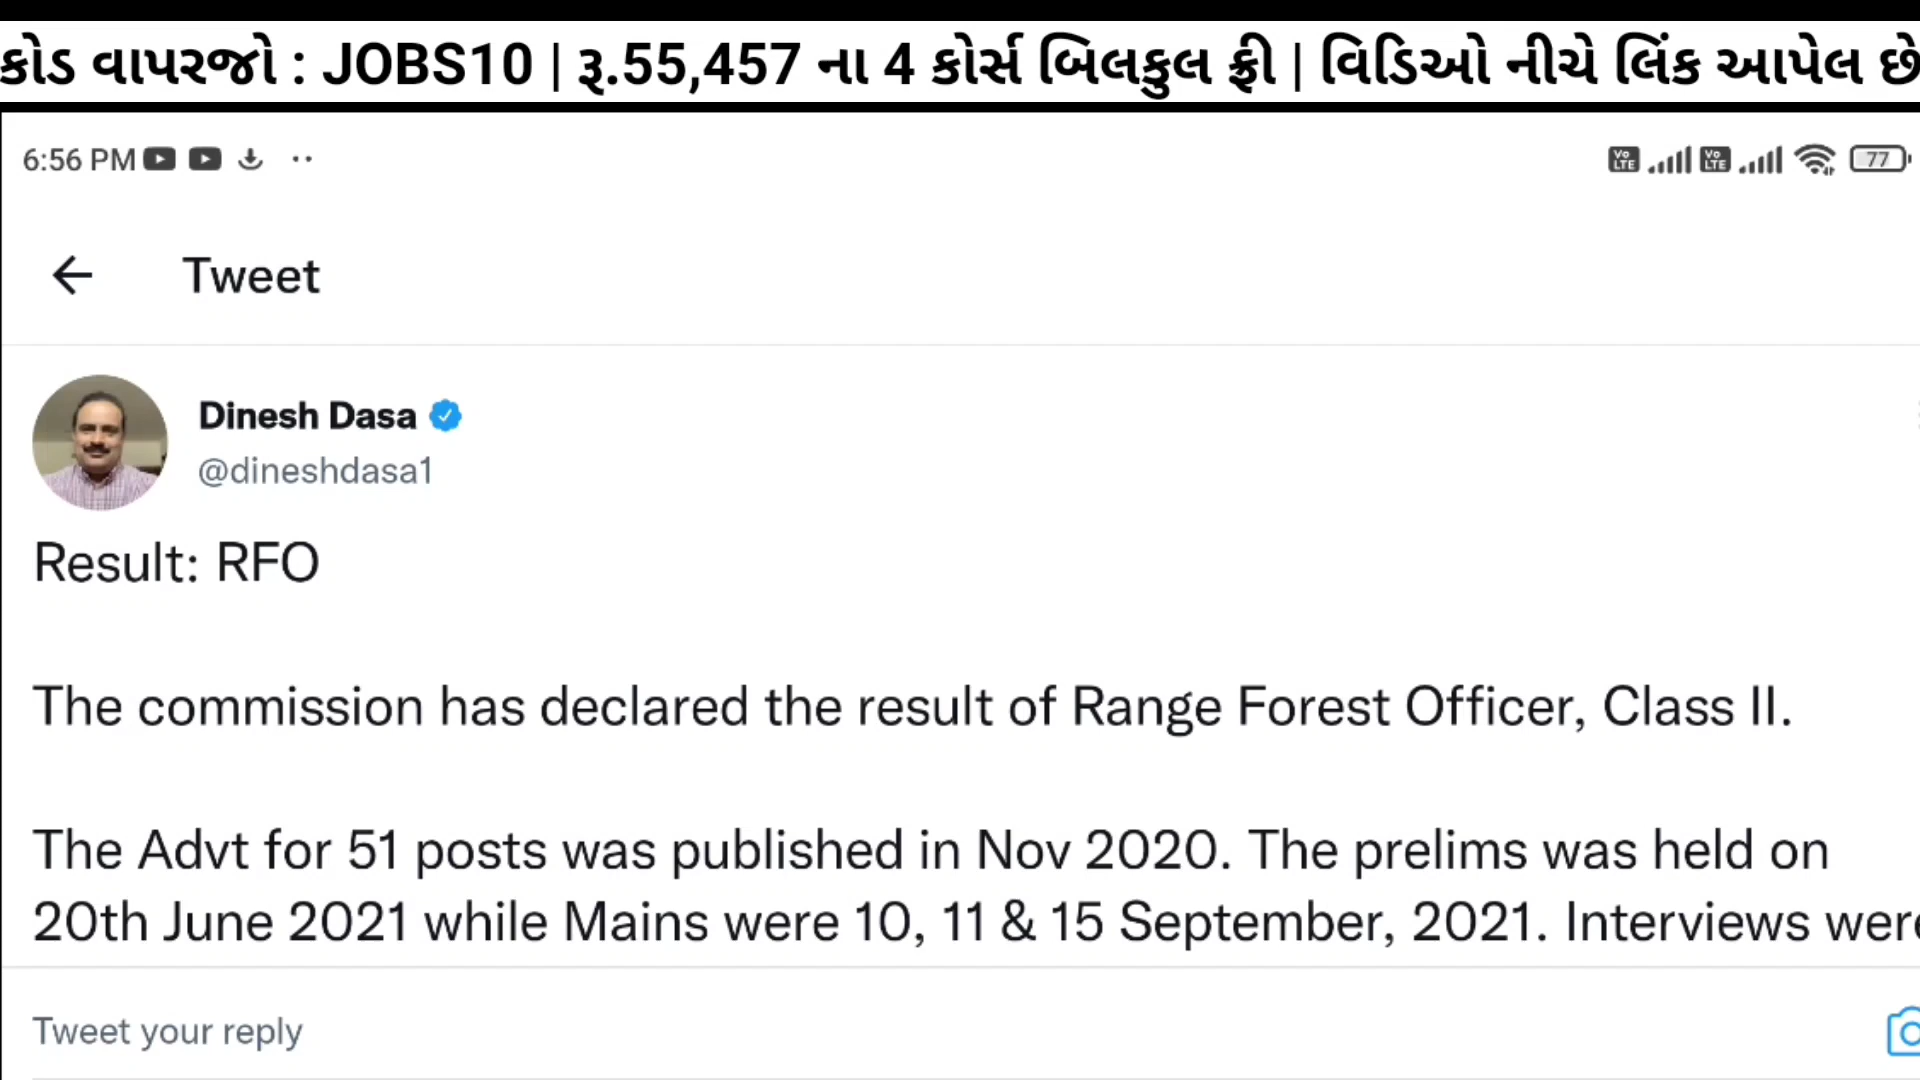 કોડ વાપરજો : JOBS10 | રૂ.55,457 ના 4 કોર્સ બિલકુલ ફ્રી | વિડિઓ નીચે લિંક આપેલ છે
6:56 PM
77
Tweet
Dinesh Dasa
@dineshdasa1
Result: RFO
The commission has declared the result of Range Forest Officer, Class II.
The Advt for 51 posts was published in Nov 2020. The prelims was held on
20th June 2021 while Mains were 10, 11 & 15 September, 2021. Interviews were
Tweet your reply